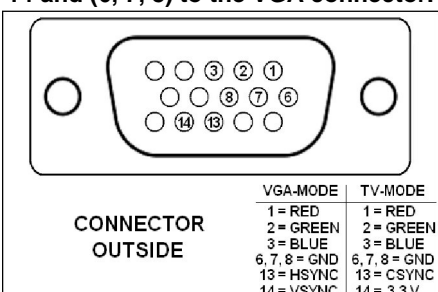 14 and (6, 7, 8) to the VGA connector.
3 2 1
8 7 6
14 13
VGA-MODE TV-MODE
1 = RED 1 = RED
2 = GREEN 2 = GREEN
3 = BLUE 3 = BLUE
6, 7, 8 = GND 6, 7, 8 = GND
13 = HSYNC 13 = CSYNC
14 = VSYNC 14 = 3.3V
CONNECTOR
OUTSIDE